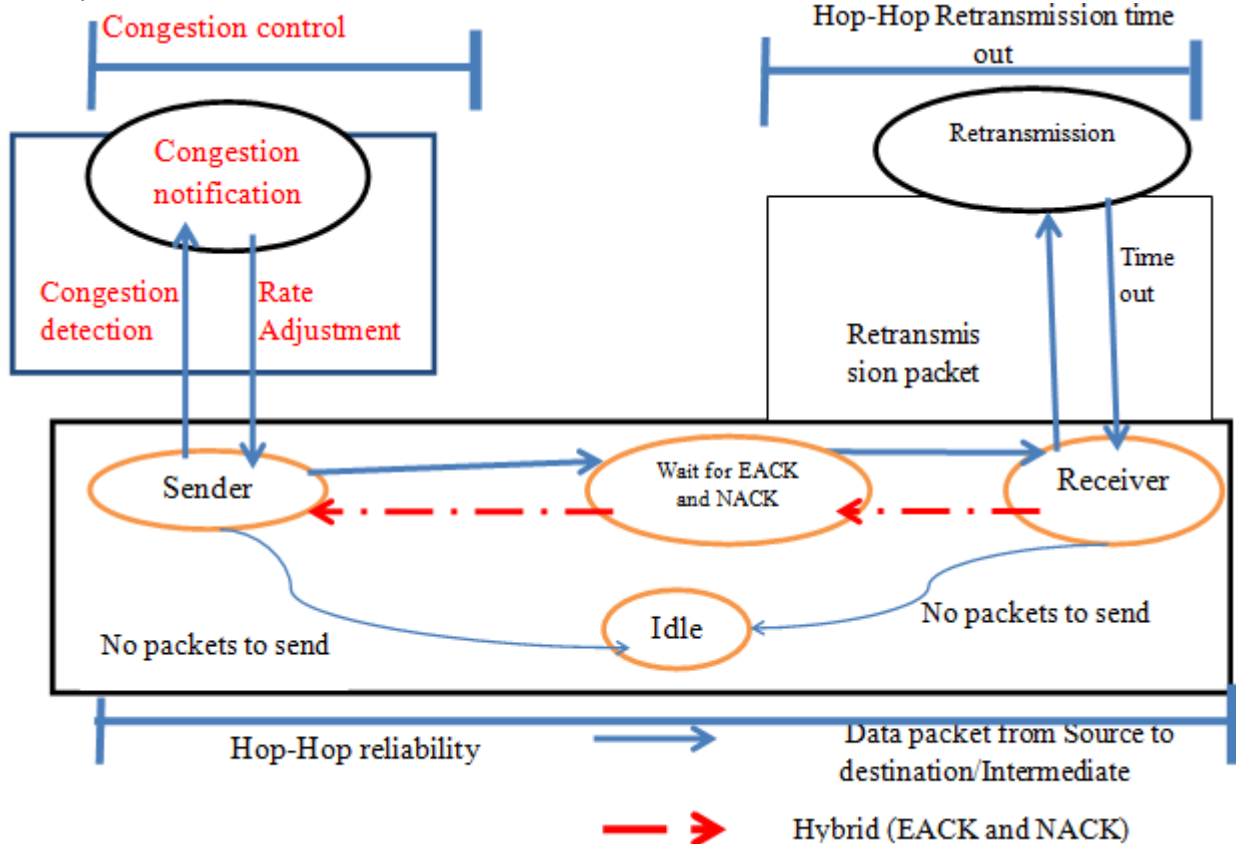 Congestion control
Hop-Hop Retransmission time
out
Congestion
notification
Retransmission
Congestion
detection
Rate
Adjustment
Time
out
Retransmis
sion packet
Sender
Wait for EACK
and NACK
Receiver
No packets to send
Idle
No packets to send
Hop-Hop reliability
Data packet from Source to
destination/Intermediate
Hybrid (EACK and NACK)